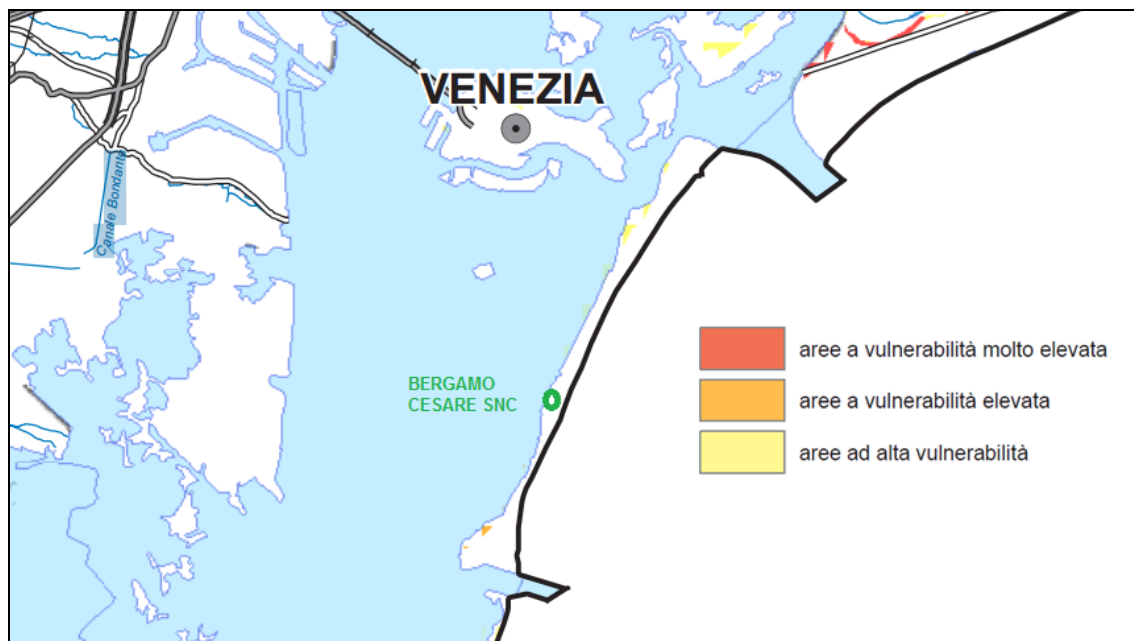 VENEZIA
Canale Bondante
BERGAMO
CESARE SNC
aree a vulnerabilità molto elevata
aree a vulnerabilità elevata
aree ad alta vulnerabilità